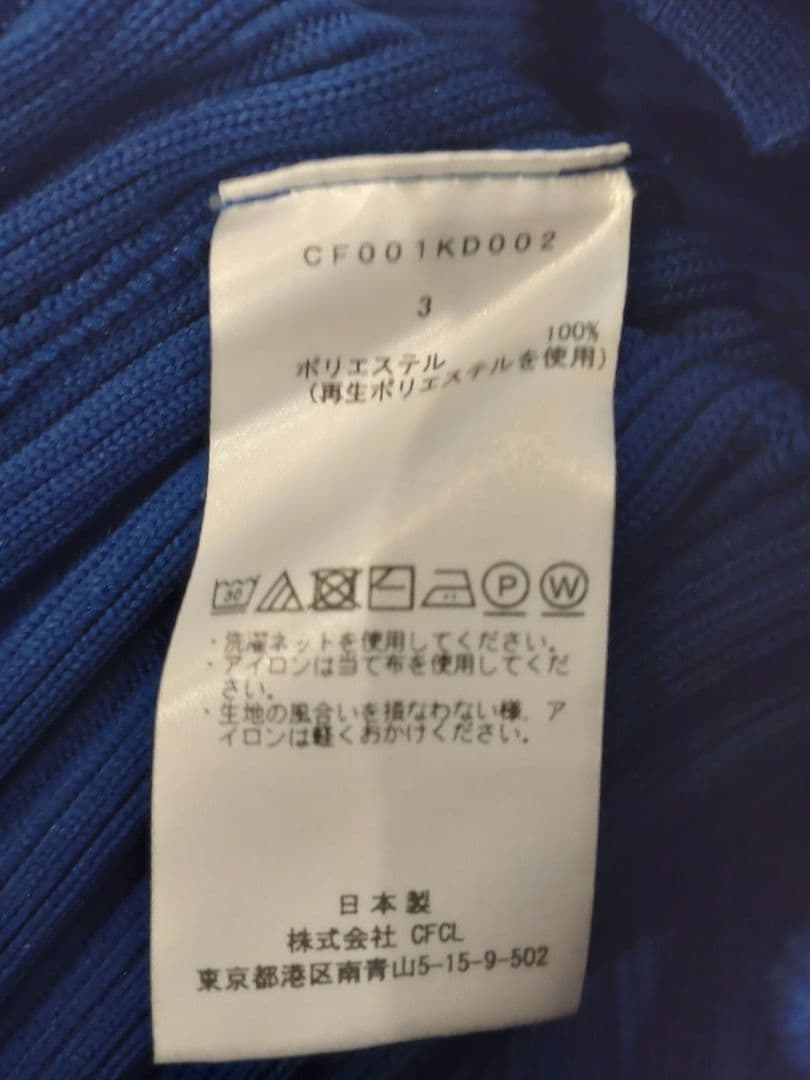 CF001KD002
3
100%
ポリエステル
(再生ポリエステルを使用)
30 P W
・洗濯ネットを使用してください。
・アイロンは当て布を使用してくだ
さい。
・生地の風合いを損なわない様、ア
イロンは軽くおかけください。
日本製
株式会社 CFCL
東京都港区南青山5-15-9-502